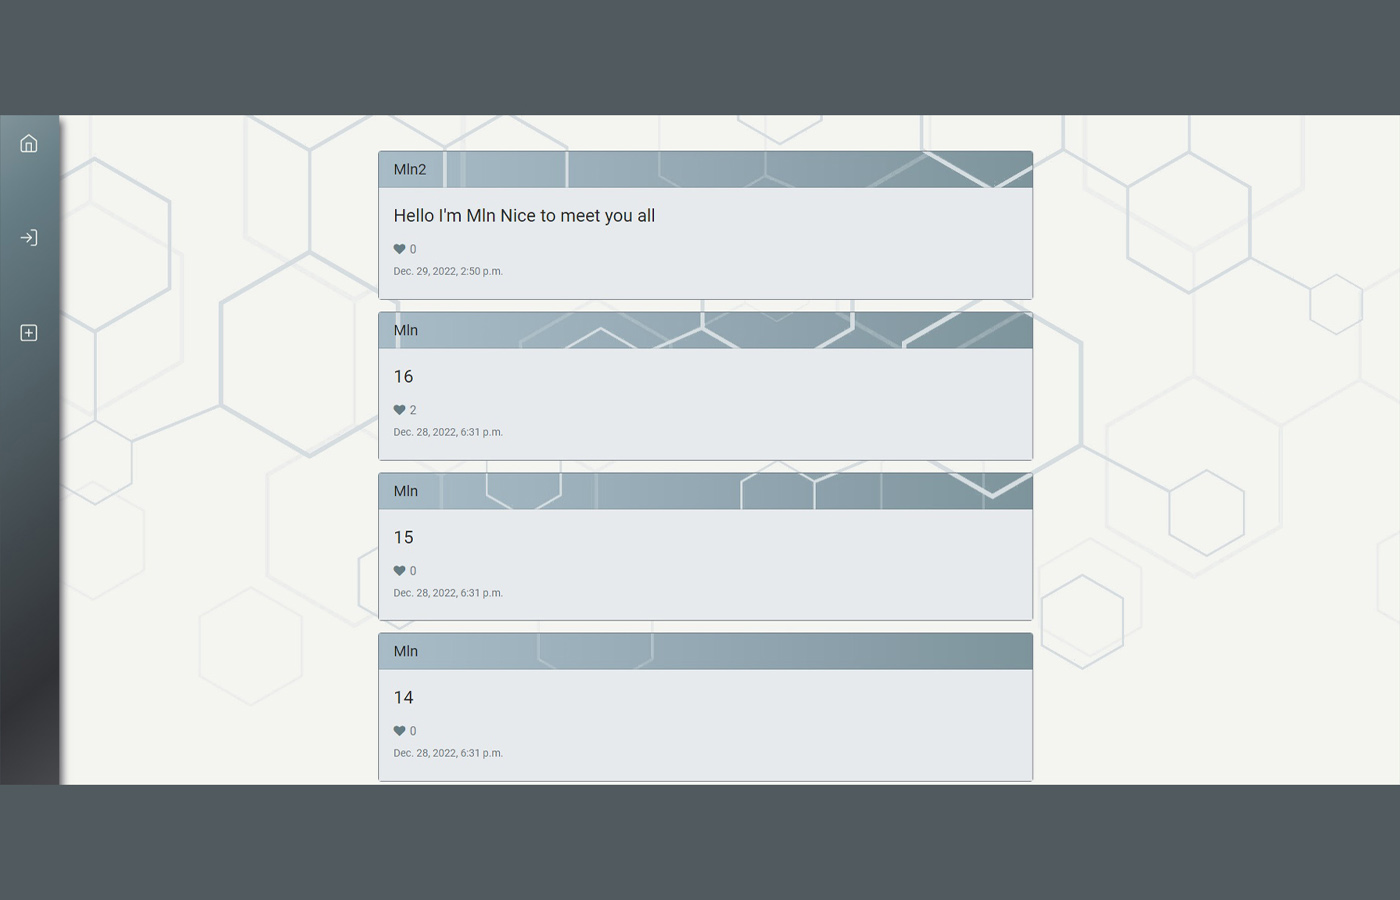 Mln2
Hello I'm Mln Nice to meet you all
0
Dec. 29, 2022, 2:50 p.m.
Mln
16
2
Dec. 28, 2022, 6:31 p.m.
Mln
15
0
Dec. 28, 2022, 6:31 p.m.
Mln
14
0
Dec. 28, 2022, 6:31 p.m.